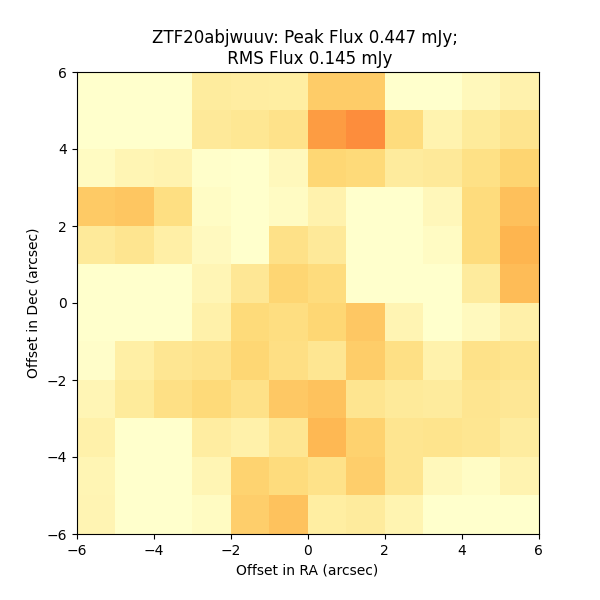 ZTF20abjwuuv: Peak Flux 0.447 mJy;
RMS Flux 0.145 mJy
6
4
2
0
−2
−4
−6
Offset in Dec (arcsec)
−6 −4 −2 0 2 4 6
Offset in RA (arcsec)